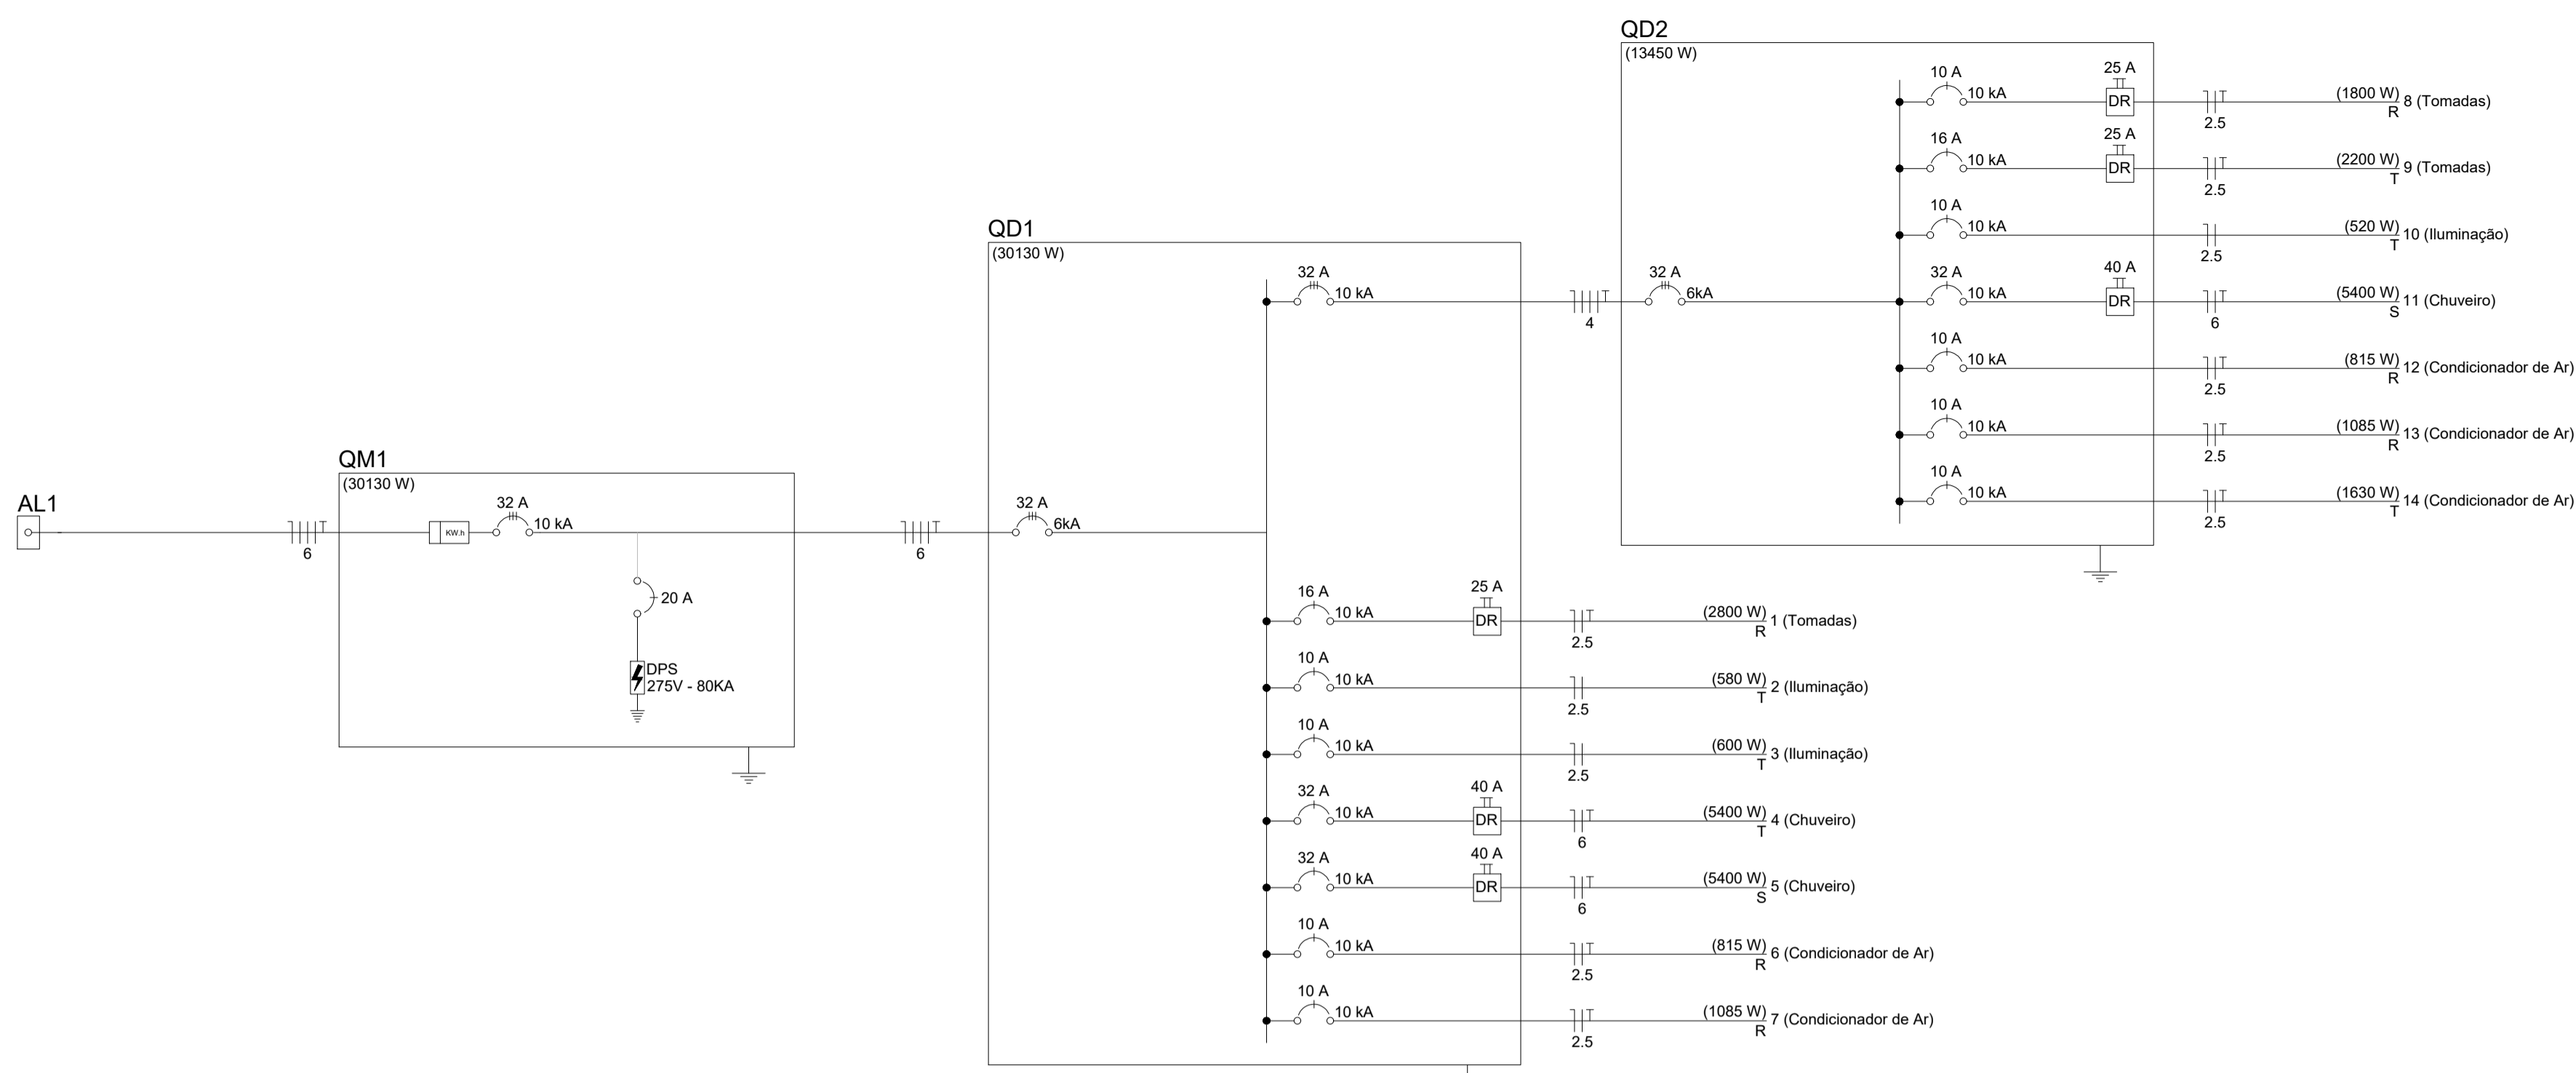 AL1
6
QM1
(30130 W)
KW.h
32 A
10 kA
20 A
DPS
275V - 80KA
6
QD1
(30130 W)
32 A
6kA
32 A
10 kA
4
16 A
10 kA
25 A
DR
2.5
(2800 W)
R
1 (Tomadas)
10 A
10 kA
2.5
(580 W)
T
2 (Iluminação)
10 A
10 kA
2.5
(600 W)
T
3 (Iluminação)
32 A
10 kA
40 A
DR
6
(5400 W)
T
4 (Chuveiro)
32 A
10 kA
40 A
DR
6
(5400 W)
S
5 (Chuveiro)
10 A
10 kA
2.5
(815 W)
R
6 (Condicionador de Ar)
10 A
10 kA
2.5
(1085 W)
R
7 (Condicionador de Ar)
QD2
(13450 W)
32 A
6kA
10 A
10 kA
25 A
DR
2.5
(1800 W)
R
8 (Tomadas)
16 A
10 kA
25 A
DR
2.5
(2200 W)
T
9 (Tomadas)
10 A
10 kA
2.5
(520 W)
T
10 (Iluminação)
32 A
10 kA
40 A
DR
6
(5400 W)
S
11 (Chuveiro)
10 A
10 kA
2.5
(815 W)
R
12 (Condicionador de Ar)
10 A
10 kA
2.5
(1085 W)
R
13 (Condicionador de Ar)
10 A
10 kA
2.5
(1630 W)
T
14 (Condicionador de Ar)